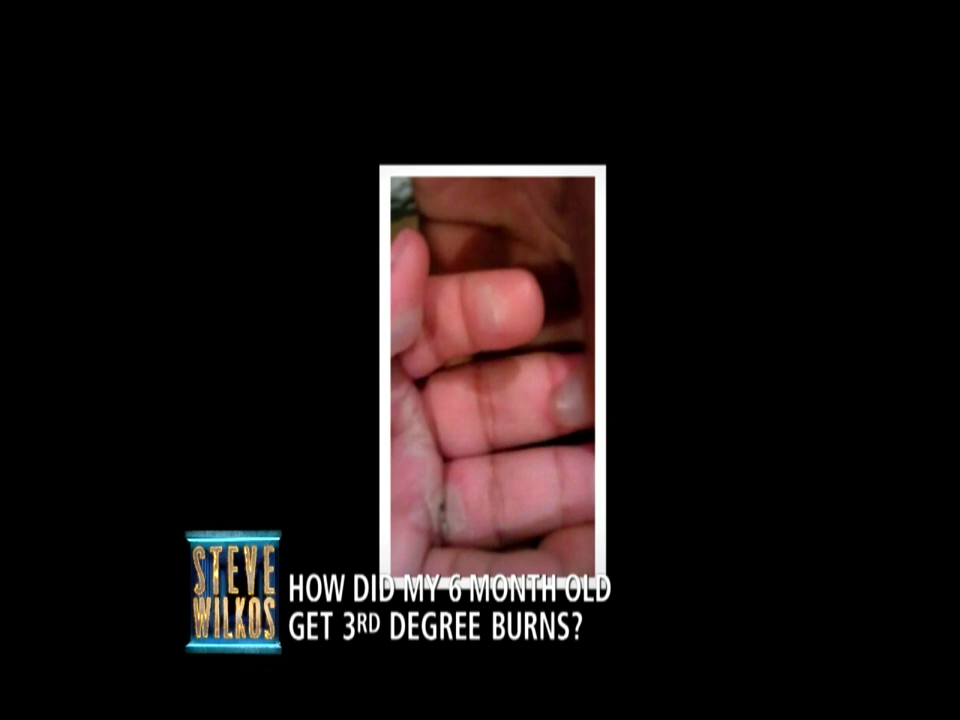 STEVE
WILKOS
HOW DID MY 6 MONTH OLD
GET 3RD DEGREE BURNS?